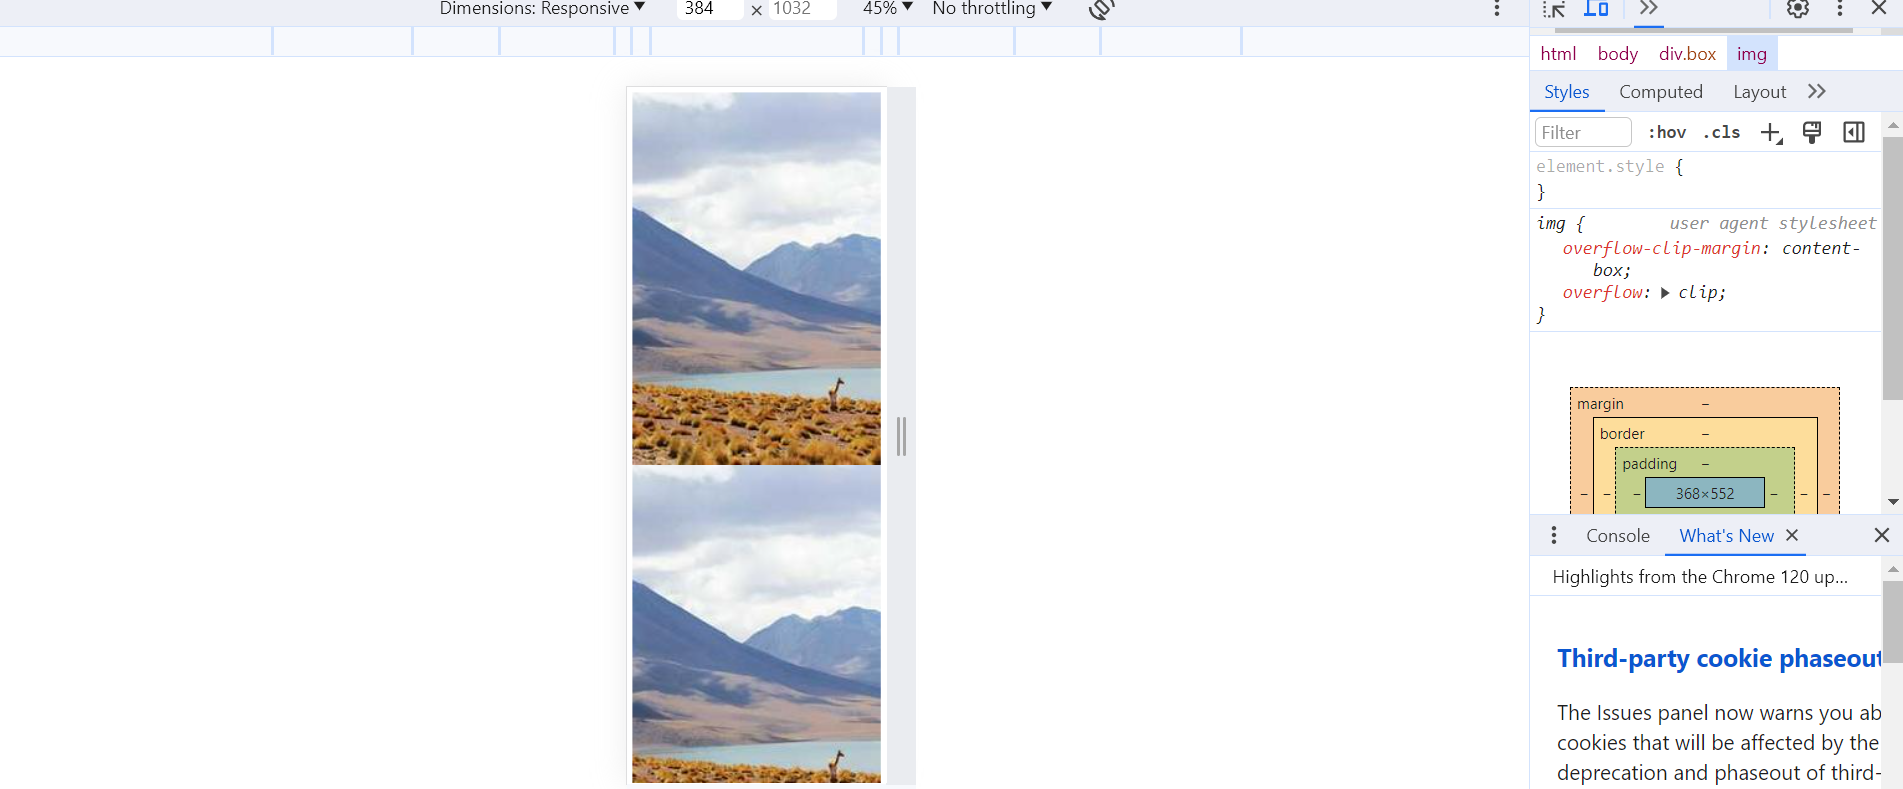 Dimensions: Responsive ▼ 384 × 1032 45% ▼ No throttling ▼
html body div.box img
Styles Computed Layout
Filter :hov .cls
element.style {
}
img { user agent stylesheet
overflow-clip-margin: content-
box;
overflow: ▶ clip;
}
margin –
border –
padding –
– – – 368×552 – – –
Console What's New
Highlights from the Chrome 120 up...
Third-party cookie phaseout
The Issues panel now warns you ab
cookies that will be affected by the
deprecation and phaseout of third-